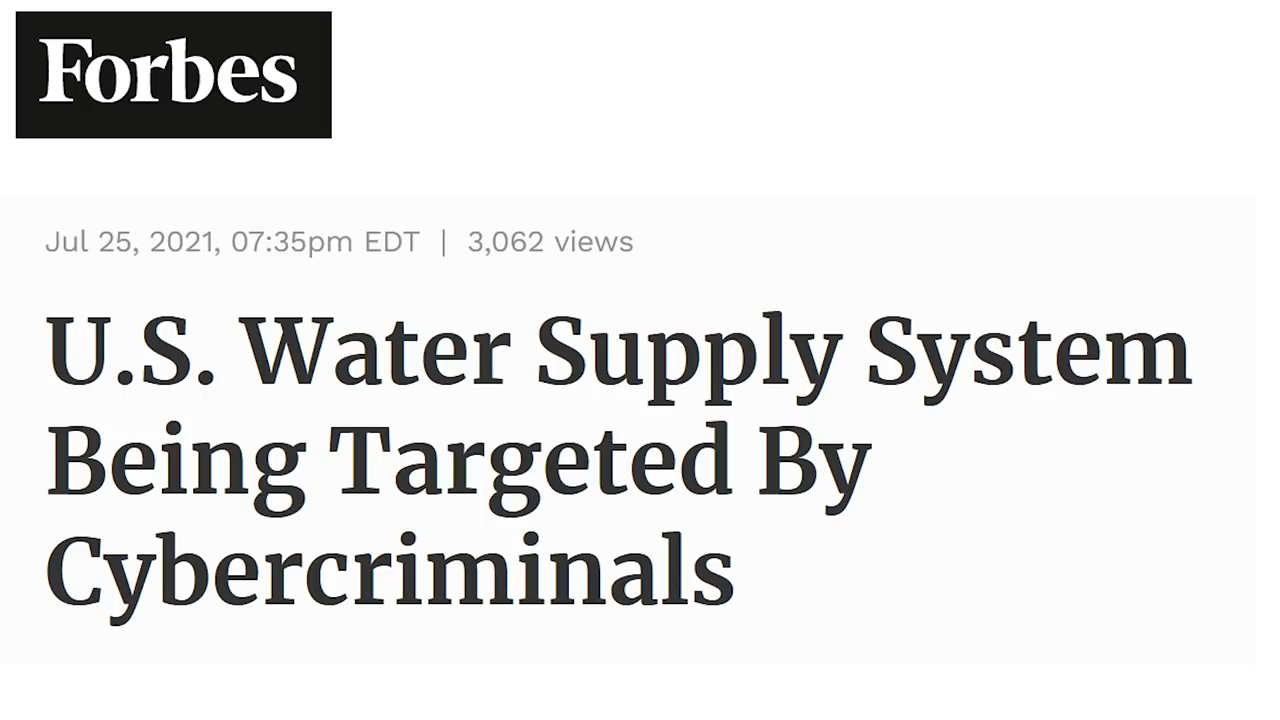 Forbes
Jul 25, 2021, 07:35pm EDT | 3,062 views
U.S. Water Supply System
Being Targeted By
Cybercriminals